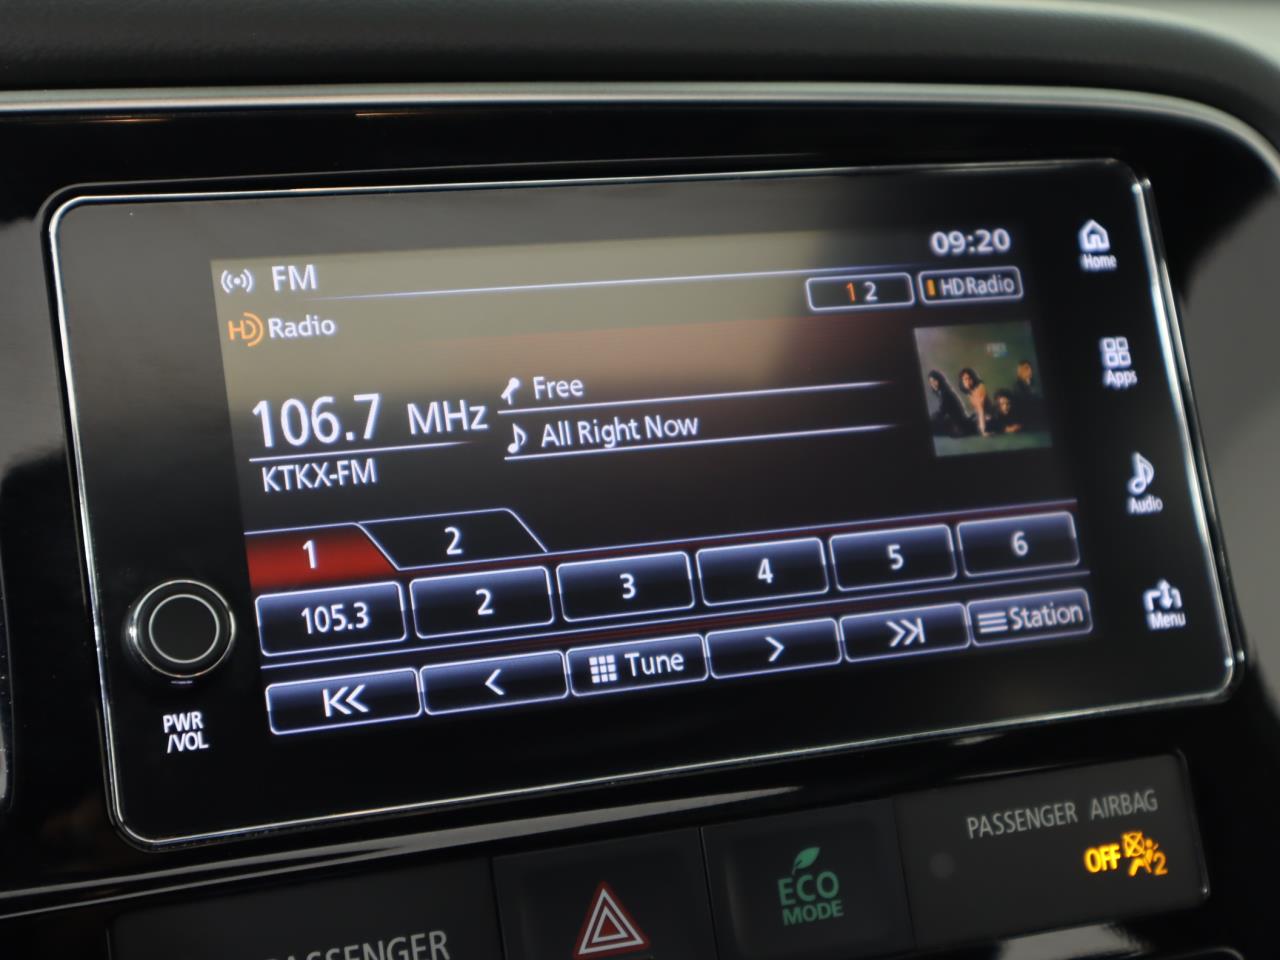 09:20
FM
1 2
HD Radio
HD Radio
Home
106.7 MHz
Free
All Right Now
KTKX-FM
Apps
Audio
1
2
105.3
2
3
4
5
6
Tune
Station
Menu
PWR
/VOL
PASSENGER AIRBAG
OFF
2
ECO
MODE
PASSENGER